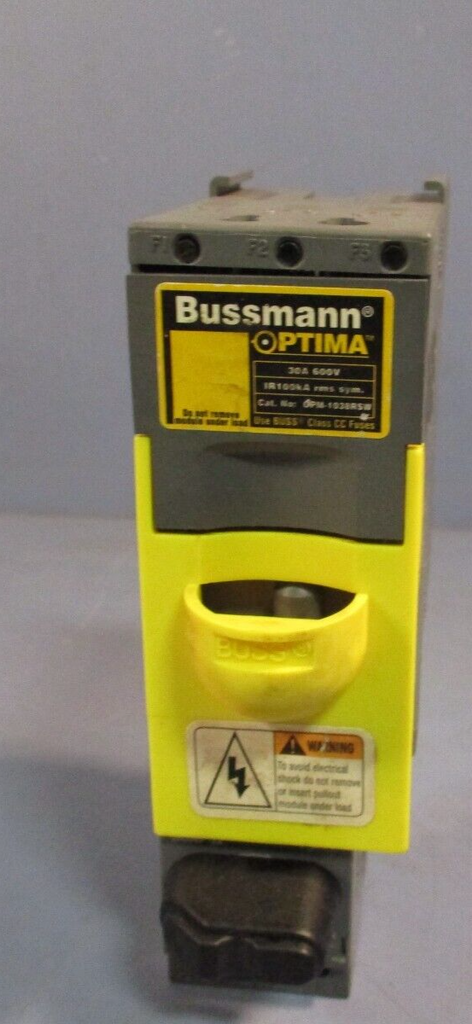 F1 F2 F3
Bussmann®
OPTIMA™
30A 600V
IR100kA rms sym.
Cat. No: OPM-1038RSW
Do not remove
module under load
Use BUSS® Class CC Fuses
BUSS®
WARNING
To avoid electrical
shock do not remove
or insert pullout
module under load